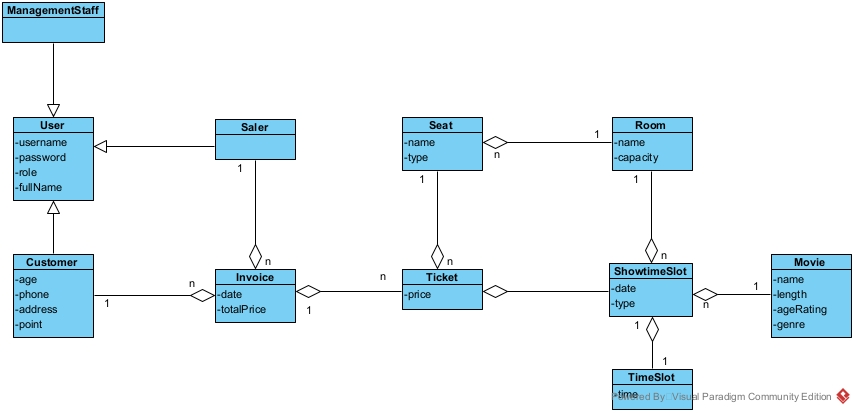 ManagementStaff
User
-username
-password
-role
-fullName
Saler
1
n
Seat
-name
-type
n
1
Room
-name
-capacity
1
n
1
n
Customer
-age
-phone
-address
-point
1
n
Invoice
-date
-totalPrice
1
n
Ticket
-price
ShowtimeSlot
-date
-type
n
1
Movie
-name
-length
-ageRating
-genre
1
1
TimeSlot
-time
Powered By: Visual Paradigm Community Edition